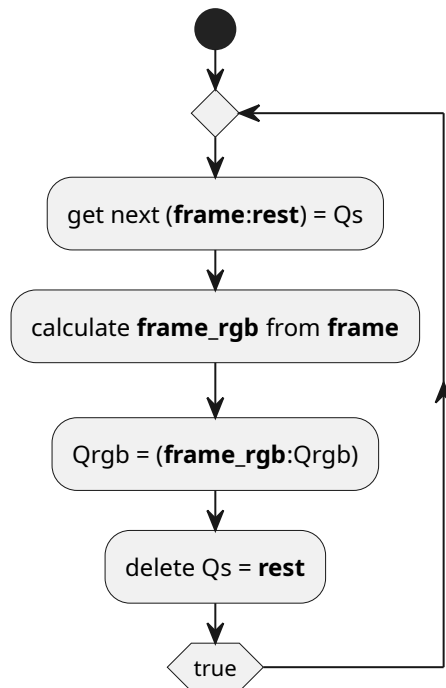 get next (frame:rest) = Qs
calculate frame_rgb from frame
Qrgb = (frame_rgb:Qrgb)
delete Qs = rest
true